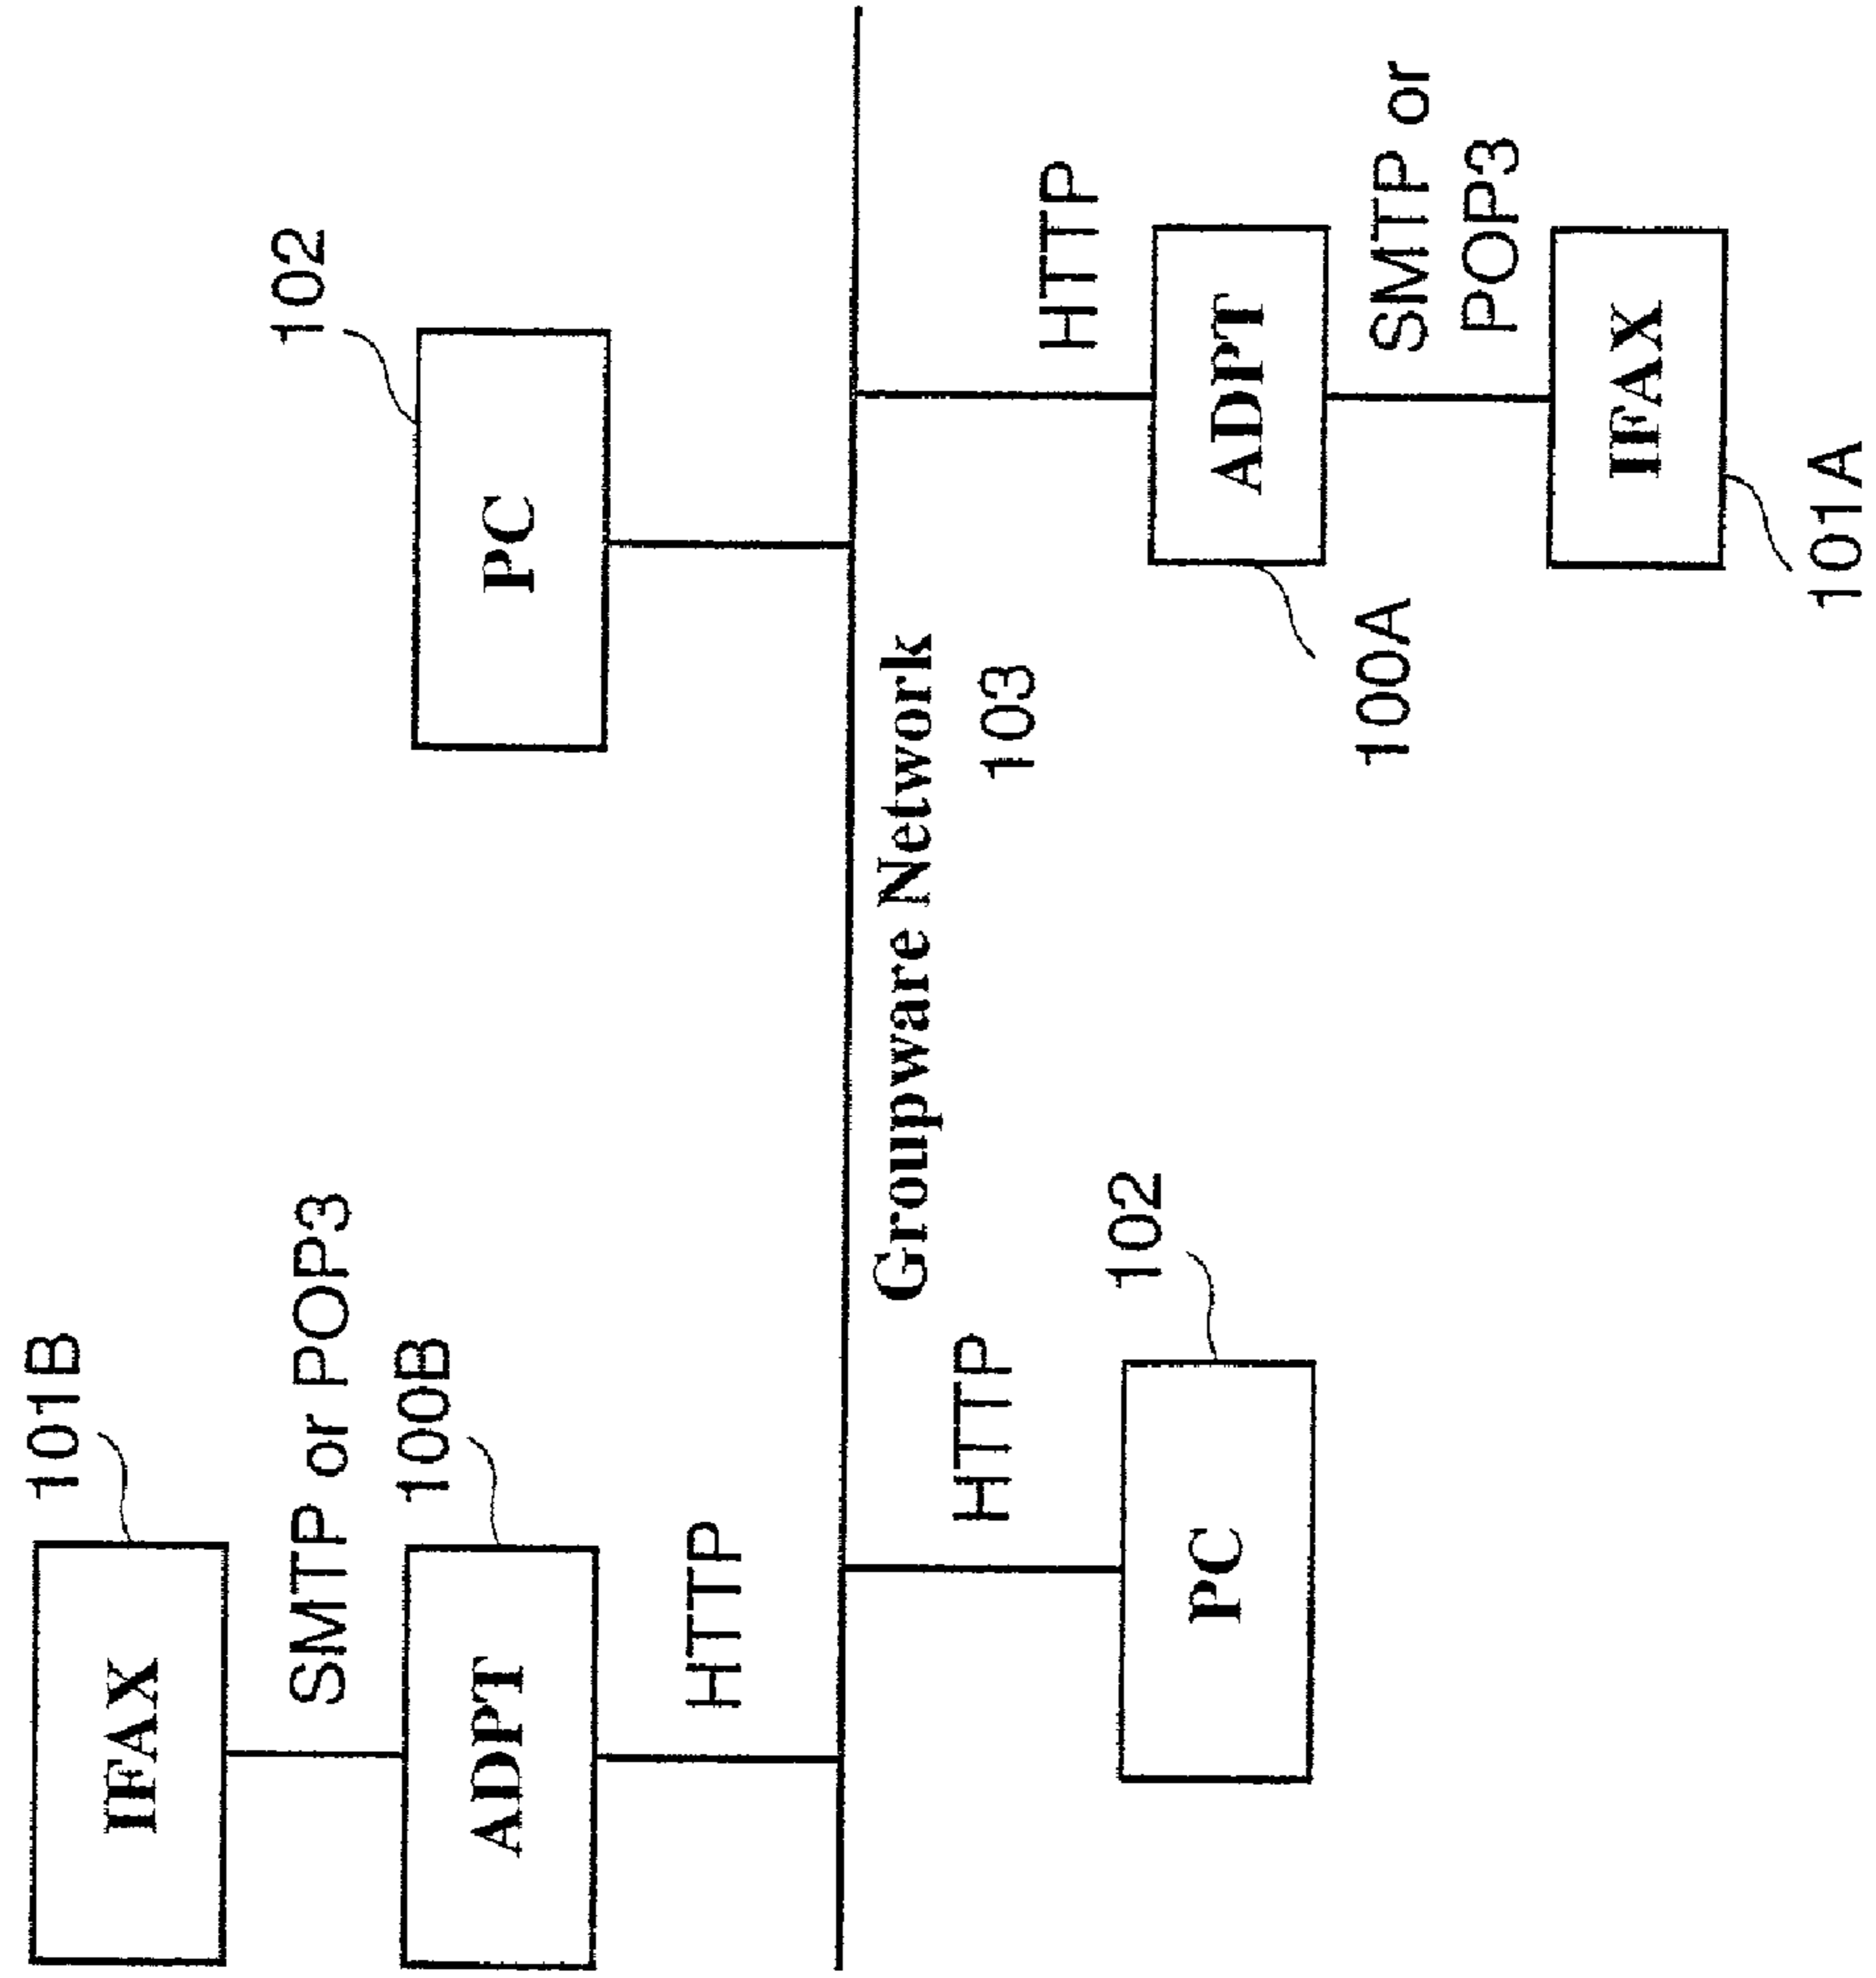 101B
IFAX
SMTP or POP3
100B
ADPT
HTTP
102
PC
Groupware Network
103
HTTP
102
PC
HTTP
ADPT
100A
SMTP or
POP3
IFAX
101A